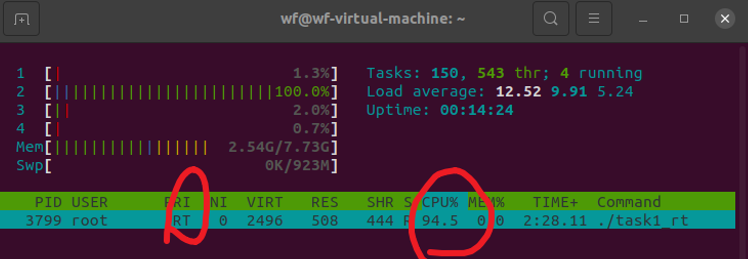 wf@wf-virtual-machine: ~
1 [| 1.3%] Tasks: 150, 543 thr; 4 running
2 [||||||||||||||||||||||||100.0%] Load average: 12.52 9.91 5.24
3 [|| 2.0%] Uptime: 00:14:24
4 [| 0.7%]
Mem[||||||||||||||||| 2.54G/7.73G]
Swp[ 0K/923M]
PID USER PRI NI VIRT RES SHR S CPU% MEM% TIME+ Command
3799 root RT 0 2496 508 444 R 94.5 0.0 2:28.11 ./task1_rt